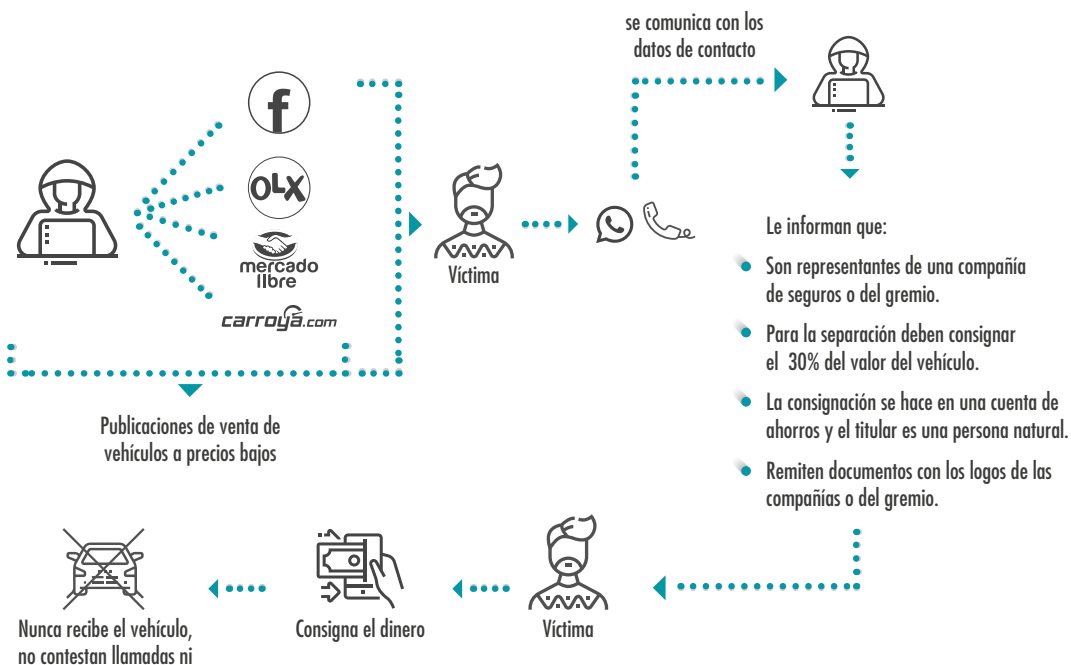 f
OLX
mercado
libre
carroya.com
Publicaciones de venta de
vehículos a precios bajos
Víctima
se comunica con los
datos de contacto
Le informan que:
Son representantes de una compañía
de seguros o del gremio.
Para la separación deben consignar
el 30% del valor del vehículo.
La consignación se hace en una cuenta de
ahorros y el titular es una persona natural.
Remiten documentos con los logos de las
compañías o del gremio.
Víctima
Consigna el dinero
Nunca recibe el vehículo,
no contestan llamadas ni